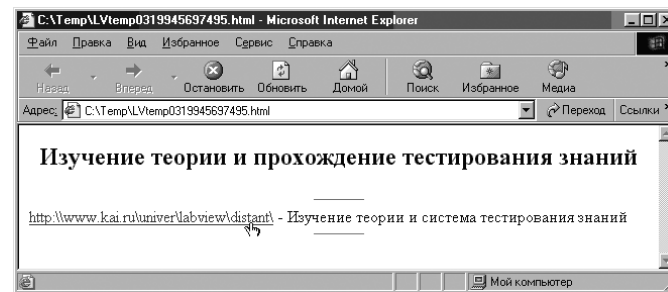 C:\Temp\LVtemp0319945697495.html - Microsoft Internet Explorer
Файл Правка Вид Избранное Сервис Справка
Назад Вперед Остановить Обновить Домой Поиск Избранное Медиа
Адрес: C:\Temp\LVtemp0319945697495.html Переход Ссылки
Изучение теории и прохождение тестирования знаний
http:\\www.kai.ru\univer\labview\distant\ - Изучение теории и система тестирования знаний
Мой компьютер